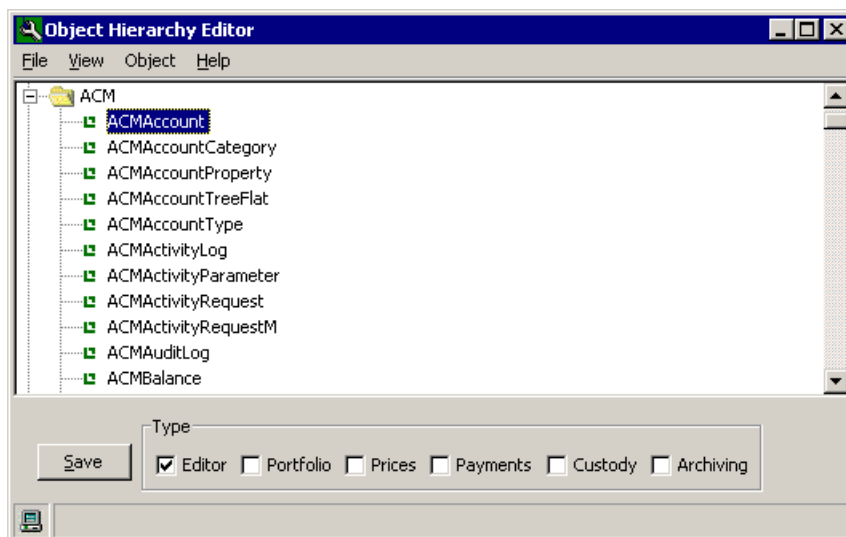 Object Hierarchy Editor
File View Object Help
ACM
ACMAccount
ACMAccountCategory
ACMAccountProperty
ACMAccountTreeFlat
ACMAccountType
ACMActivityLog
ACMActivityParameter
ACMActivityRequest
ACMActivityRequestM
ACMAuditLog
ACMBalance
Type
Save Editor Portfolio Prices Payments Custody Archiving